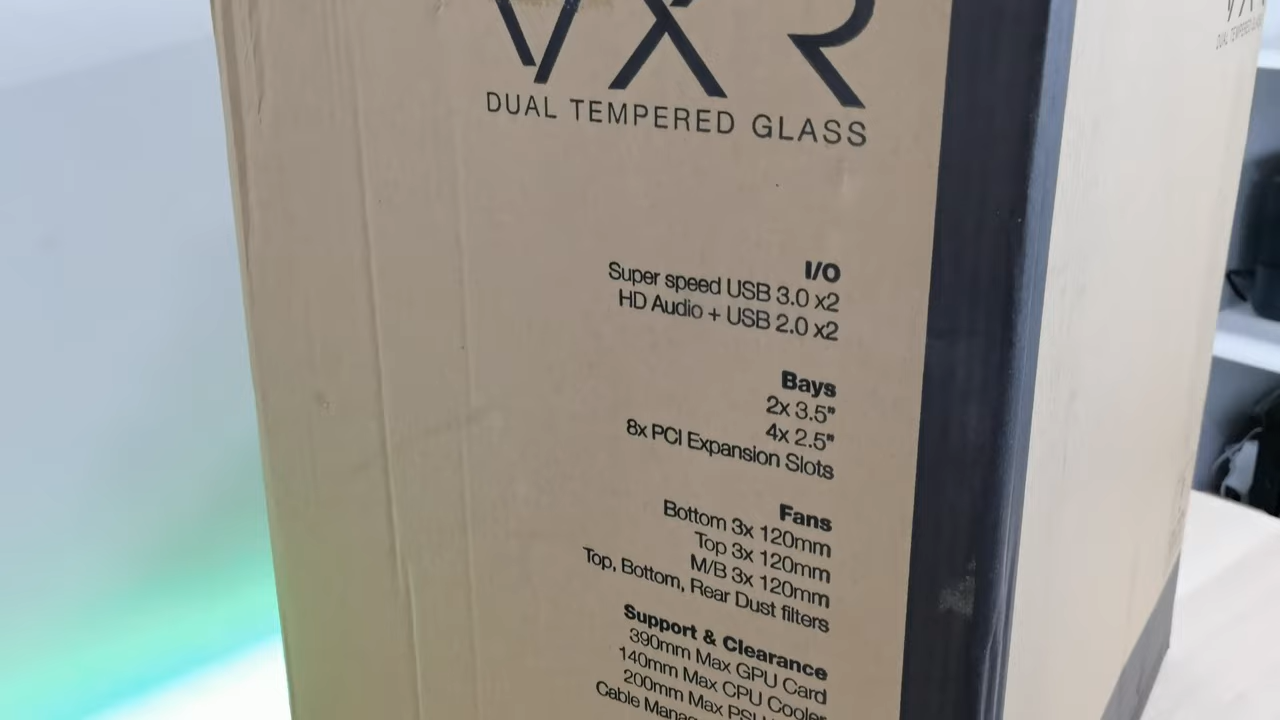 VXR
DUAL TEMPERED GLASS
I/O
Super speed USB 3.0 x2
HD Audio + USB 2.0 x2
Bays
2x 3.5"
4x 2.5"
8x PCI Expansion Slots
Fans
Bottom 3x 120mm
Top 3x 120mm
M/B 3x 120mm
Top, Bottom, Rear Dust filters
Support & Clearance
390mm Max GPU Card
140mm Max CPU Cooler
200mm Max PSU
Cable